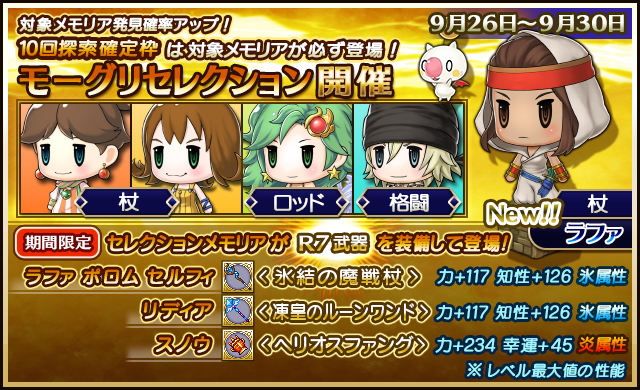 対象メモリア発見確率アップ！
9月26日～9月30日
10回探索確定枠 は対象メモリアが必ず登場！
モーグリセレクション開催
杖
ロッド
格闘
New!!
杖
ラファ
期間限定 セレクションメモリアが R7武器 を装備して登場！
ラファ ポロム セルフィ ＜氷結の魔戦杖＞ 力+117 知性+126 氷属性
リディア ＜凍皇のルーンワンド＞ 力+117 知性+126 氷属性
スノウ ＜ヘリオスファング＞ 力+234 幸運+45 炎属性
※レベル最大値の性能